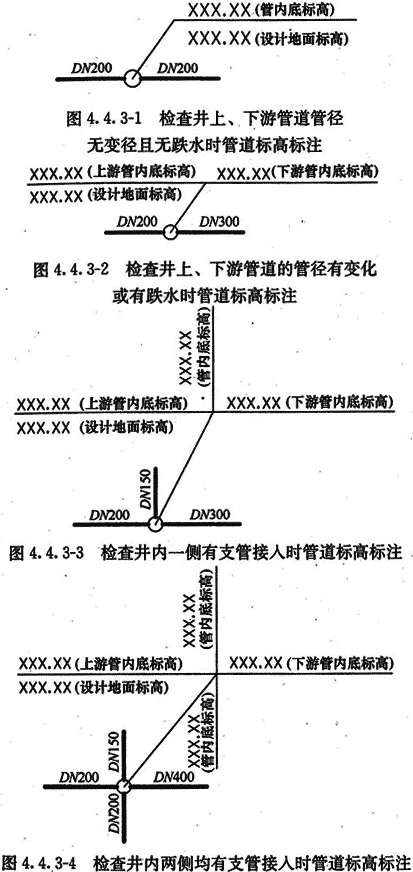 XXX.XX(管内底标高)
XXX.XX(设计地面标高)
DN200 DN200
图 4.4.3-1 检查井上、下游管道管径
无变径且无跌水时管道标高标注
XXX.XX(上游管内底标高) XXX.XX(下游管内底标高)
XXX.XX(设计地面标高)
DN200 DN300
图 4.4.3-2 检查井上、下游管道的管径有变化
或有跌水时管道标高标注
XXX.XX
(管内底标高)
XXX.XX (上游管内底标高) XXX.XX (下游管内底标高)
XXX.XX (设计地面标高)
DN150
DN200 DN300
图 4.4.3-3 检查井内一侧有支管接入时管道标高标注
XXX.XX
(管内底标高)
XXX.XX(上游管内底标高) XXX.XX (下游管内底标高)
XXX.XX(设计地面标高)
XXX.XX
(管内底标高)
DN150
DN200 DN400
DN200
图 4.4.3-4 检查井内两侧均有支管接入时管道标高标注